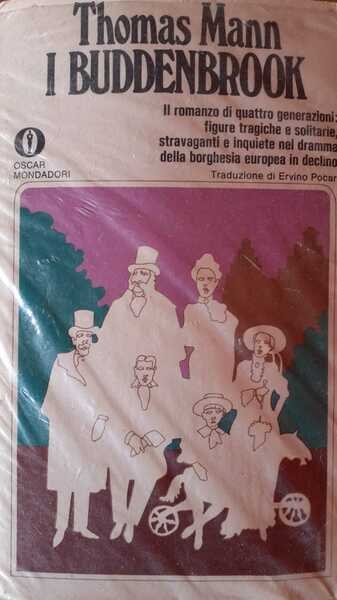 Thomas Mann
I BUDDENBROOK
Il romanzo di quattro generazioni:
figure tragiche e solitarie,
stravaganti e inquiete nel dramma
della borghesia europea in declino
OSCAR
MONDADORI
Traduzione di Ervino Pocar